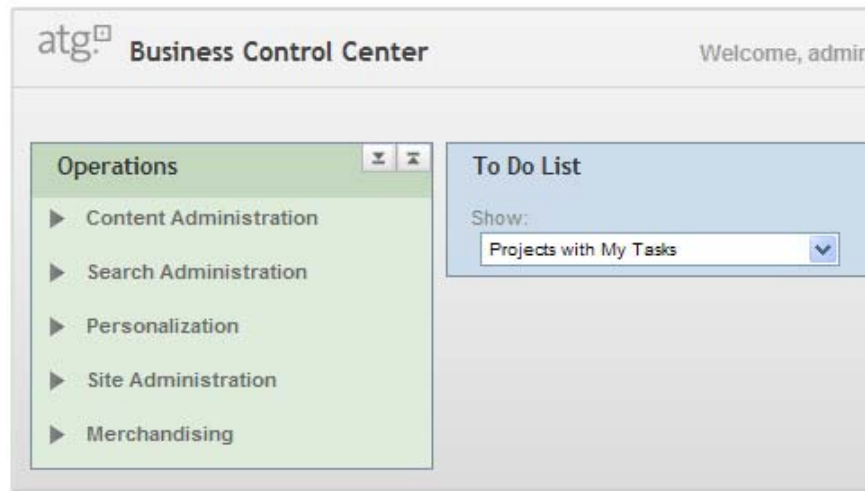 atg
Business Control Center
Welcome, admin
Operations
Content Administration
Search Administration
Personalization
Site Administration
Merchandising
To Do List
Show:
Projects with My Tasks